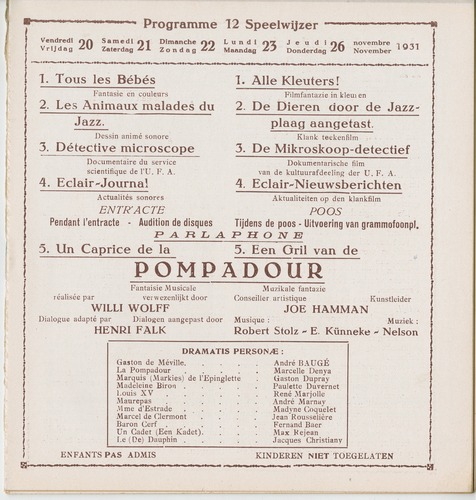 Programme 12 Speelwijzer
Vendredi Vrijdag 20 Samedi Zaterdag 21 Dimanche Zondag 22 Lundi Maandag 23 Jeudi Donderdag 26 novembre November 1931
1. Tous les Bébés
Fantasie en couleurs
2. Les Animaux malades du
Jazz.
Dessin animé sonore
3. Détective microscope
Documentaire du service
scientifique de l'U. F. A.
4. Eclair-Journal
Actualités sonores
ENTR'ACTE
Pendant l'entracte - Audition de disques
1. Alle Kleuters!
Filmfantazie in kleuren
2. De Dieren door de Jazz-
plaag aangetast.
Klank teekenfilm
3. De Mikroskoop-detectief
Dokumentarische film
van de kultuurafdeeling der U. F. A.
4. Eclair-Nieuwsberichten
Aktualiteiten op den klankfilm
POOS
Tijdens de poos - Uitvoering van grammofoonpl.
PARLAPHONE
5. Un Caprice de la
5. Een Gril van de
POMPADOUR
Fantaisie Musicale Muzikale fantazie
réalisée par verwezenlijkt door Conseiller artistique Kunstleider
WILLI WOLFF JOE HAMMAN
Dialogue adapté par Dialogen aangepast door Musique : Muziek :
HENRI FALK Robert Stolz - E. Künneke - Nelson
DRAMATIS PERSONÆ :
Gaston de Méville. . . . . André BAUGÉ
La Pompadour . . . . . Marcelle Denya
Marquis (Markies) de l'Epinglette . . Gaston Dupray
Madeleine Biron . . . . . Paulette Duvernet
Louis XV . . . . . René Marjolle
Maurepas . . . . . André Marnay
Mme d'Estrade . . . . . Madyne Coquelet
Marcel de Clermont . . . . . Jean Rousselière
Baron Cerf . . . . . Fernand Baer
Un Cadet (Een Kadet). . . . . Max Rejean
Le (De) Dauphin . . . . . Jacques Christiany
ENFANTS PAS ADMIS KINDEREN NIET TOEGELATEN